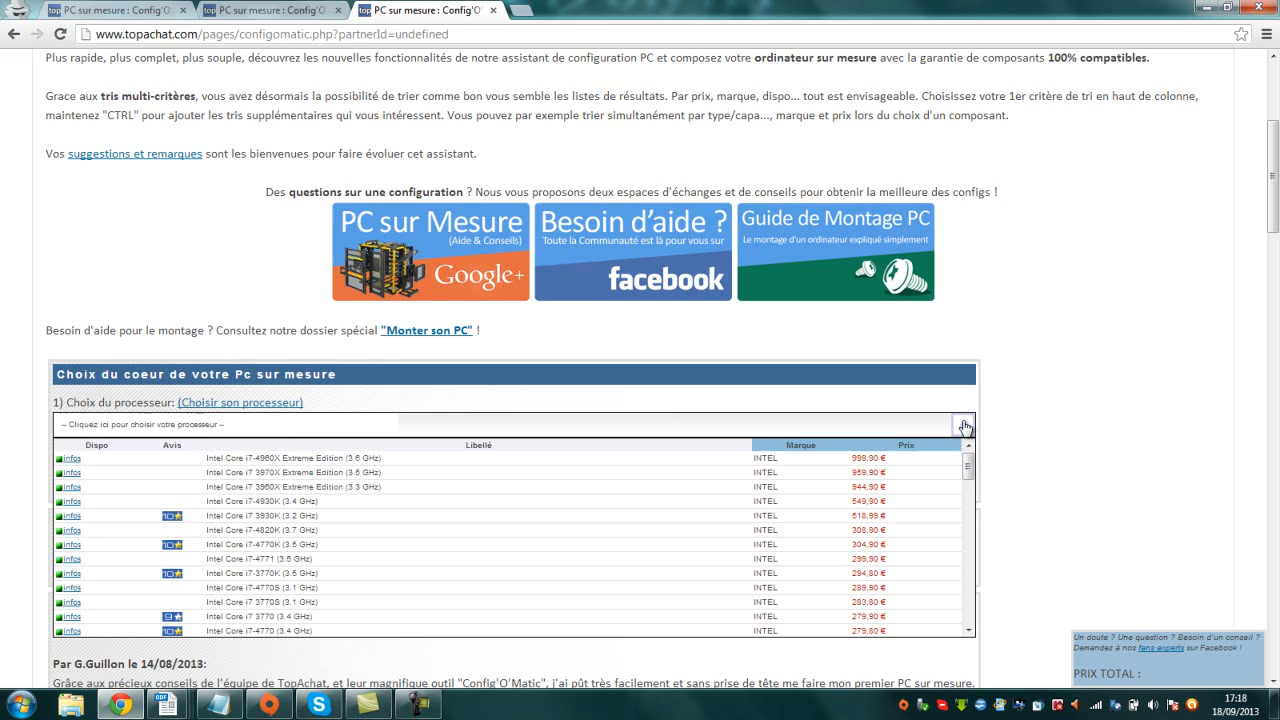 top PC sur mesure : Config'O' × top PC sur mesure : Config'O' × top PC sur mesure : Config'O' ×
www.topachat.com/pages/configomatic.php?partnerId=undefined
Plus rapide, plus complet, plus souple, découvrez les nouvelles fonctionnalités de notre assistant de configuration PC et composez votre ordinateur sur mesure avec la garantie de composants 100% compatibles.
Grace aux tris multi-critères, vous avez désormais la possibilité de trier comme bon vous semble les listes de résultats. Par prix, marque, dispo... tout est envisageable. Choisissez votre 1er critère de tri en haut de colonne,
maintenez "CTRL" pour ajouter les tris supplémentaires qui vous intéressent. Vous pouvez par exemple trier simultanément par type/capa..., marque et prix lors du choix d'un composant.
Vos suggestions et remarques sont les bienvenues pour faire évoluer cet assistant.
Des questions sur une configuration ? Nous vous proposons deux espaces d'échanges et de conseils pour obtenir la meilleure des configs !
PC sur Mesure
(Aide & Conseils)
Google+
Besoin d'aide ?
Toute la Communauté est là pour vous sur
facebook
Guide de Montage PC
Le montage d'un ordinateur expliqué simplement
Besoin d'aide pour le montage ? Consultez notre dossier spécial "Monter son PC" !
Choix du coeur de votre Pc sur mesure
1) Choix du processeur: (Choisir son processeur)
-- Cliquez ici pour choisir votre processeur --
Dispo Avis Libellé Marque Prix
infos Intel Core i7-4960X Extreme Edition (3.6 GHz) INTEL 999,90 €
infos Intel Core i7 3970X Extreme Edition (3.5 GHz) INTEL 959,90 €
infos Intel Core i7 3960X Extreme Edition (3.3 GHz) INTEL 944,90 €
infos Intel Core i7-4930K (3.4 GHz) INTEL 549,90 €
infos 10 Intel Core i7 3930K (3.2 GHz) INTEL 518,99 €
infos Intel Core i7-4820K (3.7 GHz) INTEL 308,90 €
infos 10 Intel Core i7-4770K (3.5 GHz) INTEL 304,90 €
infos Intel Core i7-4771 (3.5 GHz) INTEL 299,90 €
infos 10 Intel Core i7-3770K (3.5 GHz) INTEL 294,80 €
infos Intel Core i7-4770S (3.1 GHz) INTEL 289,90 €
infos Intel Core i7 3770S (3.1 GHz) INTEL 283,80 €
infos 9 Intel Core i7 3770 (3.4 GHz) INTEL 279,90 €
infos 10 Intel Core i7-4770 (3.4 GHz) INTEL 279,80 €
Par G.Guillon le 14/08/2013:
Grâce aux précieux conseils de l'équipe de TopAchat, et leur outil "Config'O'Matic", j'ai pût très facilement et sans prise de tête me faire mon premier PC sur mesure.
Un doute ? Une question ? Besoin d'un conseil ?
Demandez à nos fans experts sur Facebook !
PRIX TOTAL :
17:18
18/09/2013